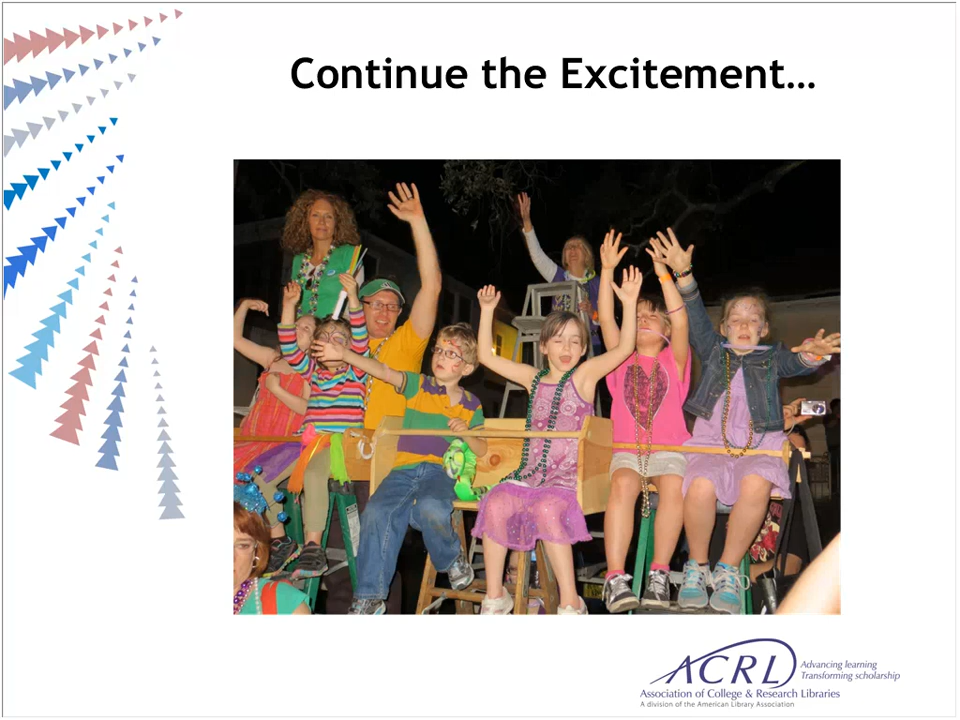 Continue the Excitement…
ACRL
Advancing learning
Transforming scholarship
Association of College & Research Libraries
A division of the American Library Association